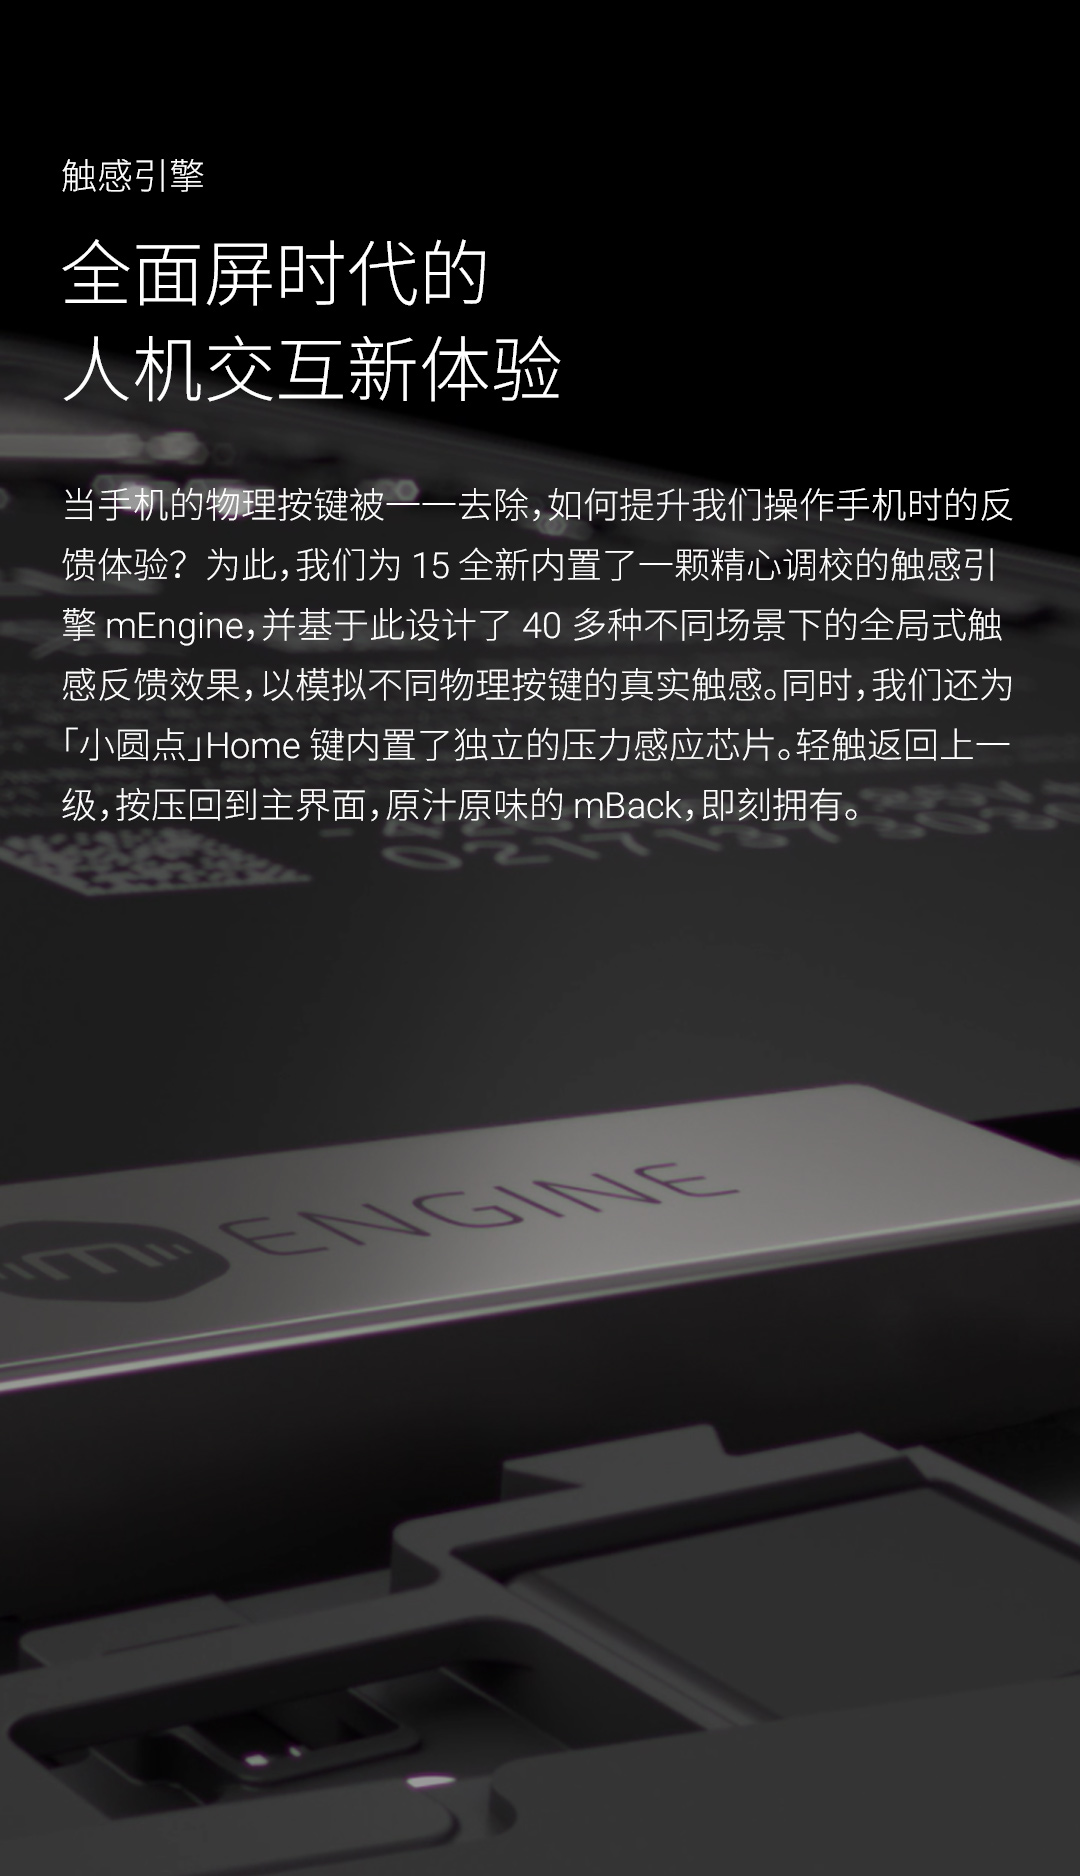 触感引擎
全面屏时代的
人机交互新体验
当手机的物理按键被一一去除，如何提升我们操作手机时的反
馈体验？为此，我们为 15 全新内置了一颗精心调校的触感引
擎 mEngine，并基于此设计了 40 多种不同场景下的全局式触
感反馈效果，以模拟不同物理按键的真实触感。同时，我们还为
「小圆点」Home 键内置了独立的压力感应芯片。轻触返回上一
级，按压回到主界面，原汁原味的 mBack，即刻拥有。
m ENGINE